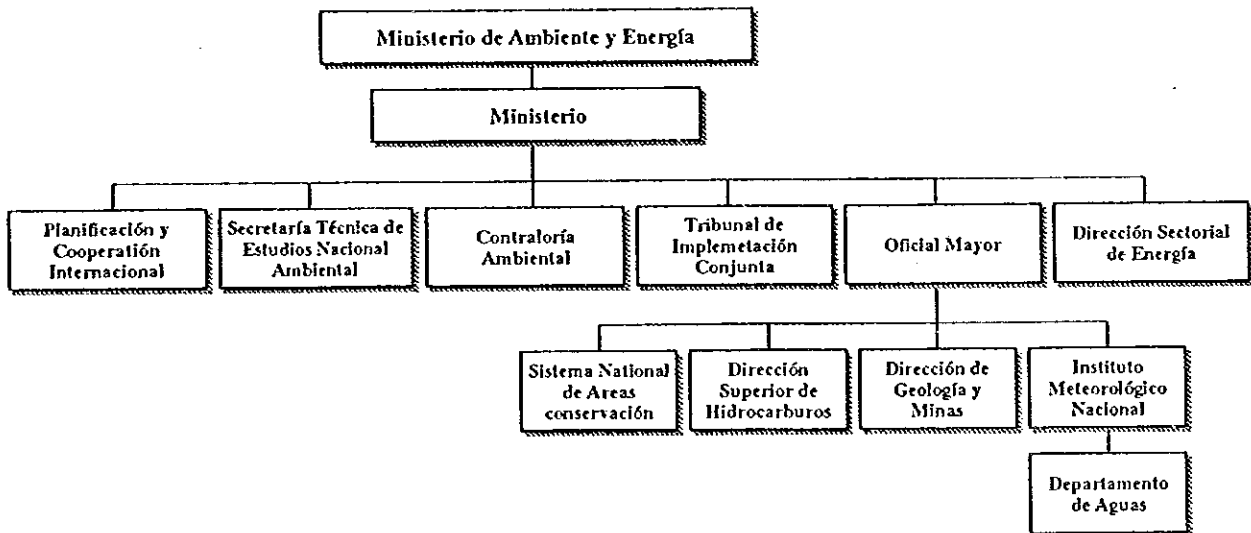 Ministerio de Ambiente y Energía
Ministerio
Planificación y
Cooperatión
Internacional
Secretaría Técnica de
Estudios Nacional
Ambiental
Contraloría
Ambiental
Tribunal de
Implemetación
Conjunta
Oficial Mayor
Dirección Sectorial
de Energía
Sistema National
de Areas
conservación
Dirección
Superior de
Hidrocarburos
Dirección de
Geología y
Minas
Instituto
Meteorológico
Nacional
Departamento
de Aguas